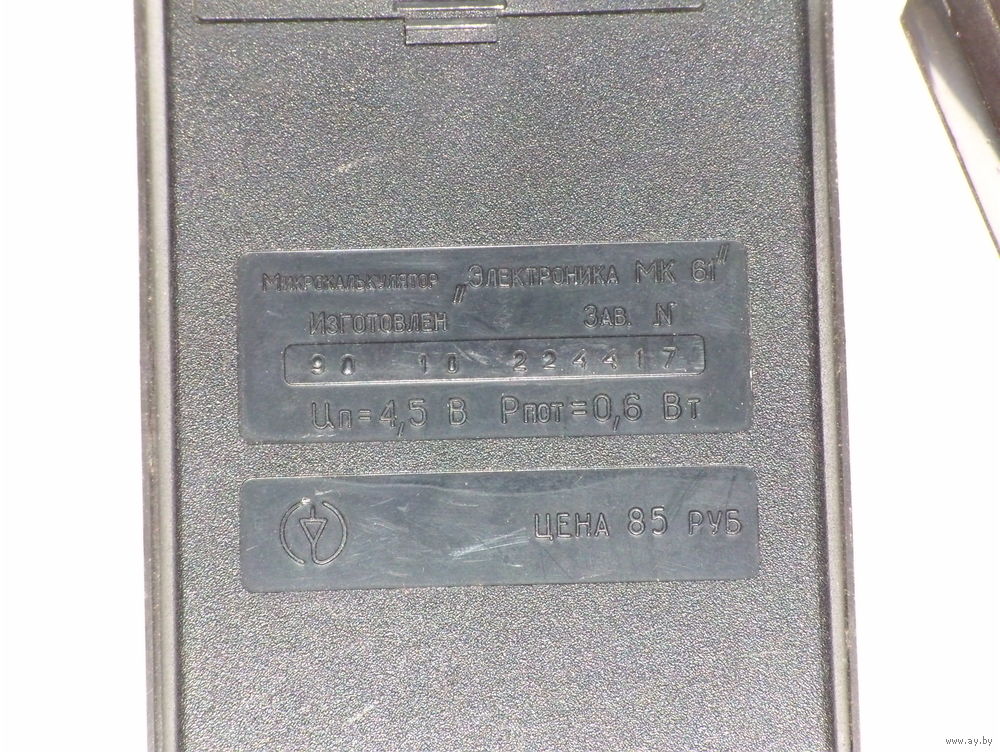 Микрокалькулятор „Электроника МК 61"
Изготовлен Зав. N
90 10 224417
Uп=4,5 В Pпот=0,6 Вт
ЦЕНА 85 РУБ
www.ay.by